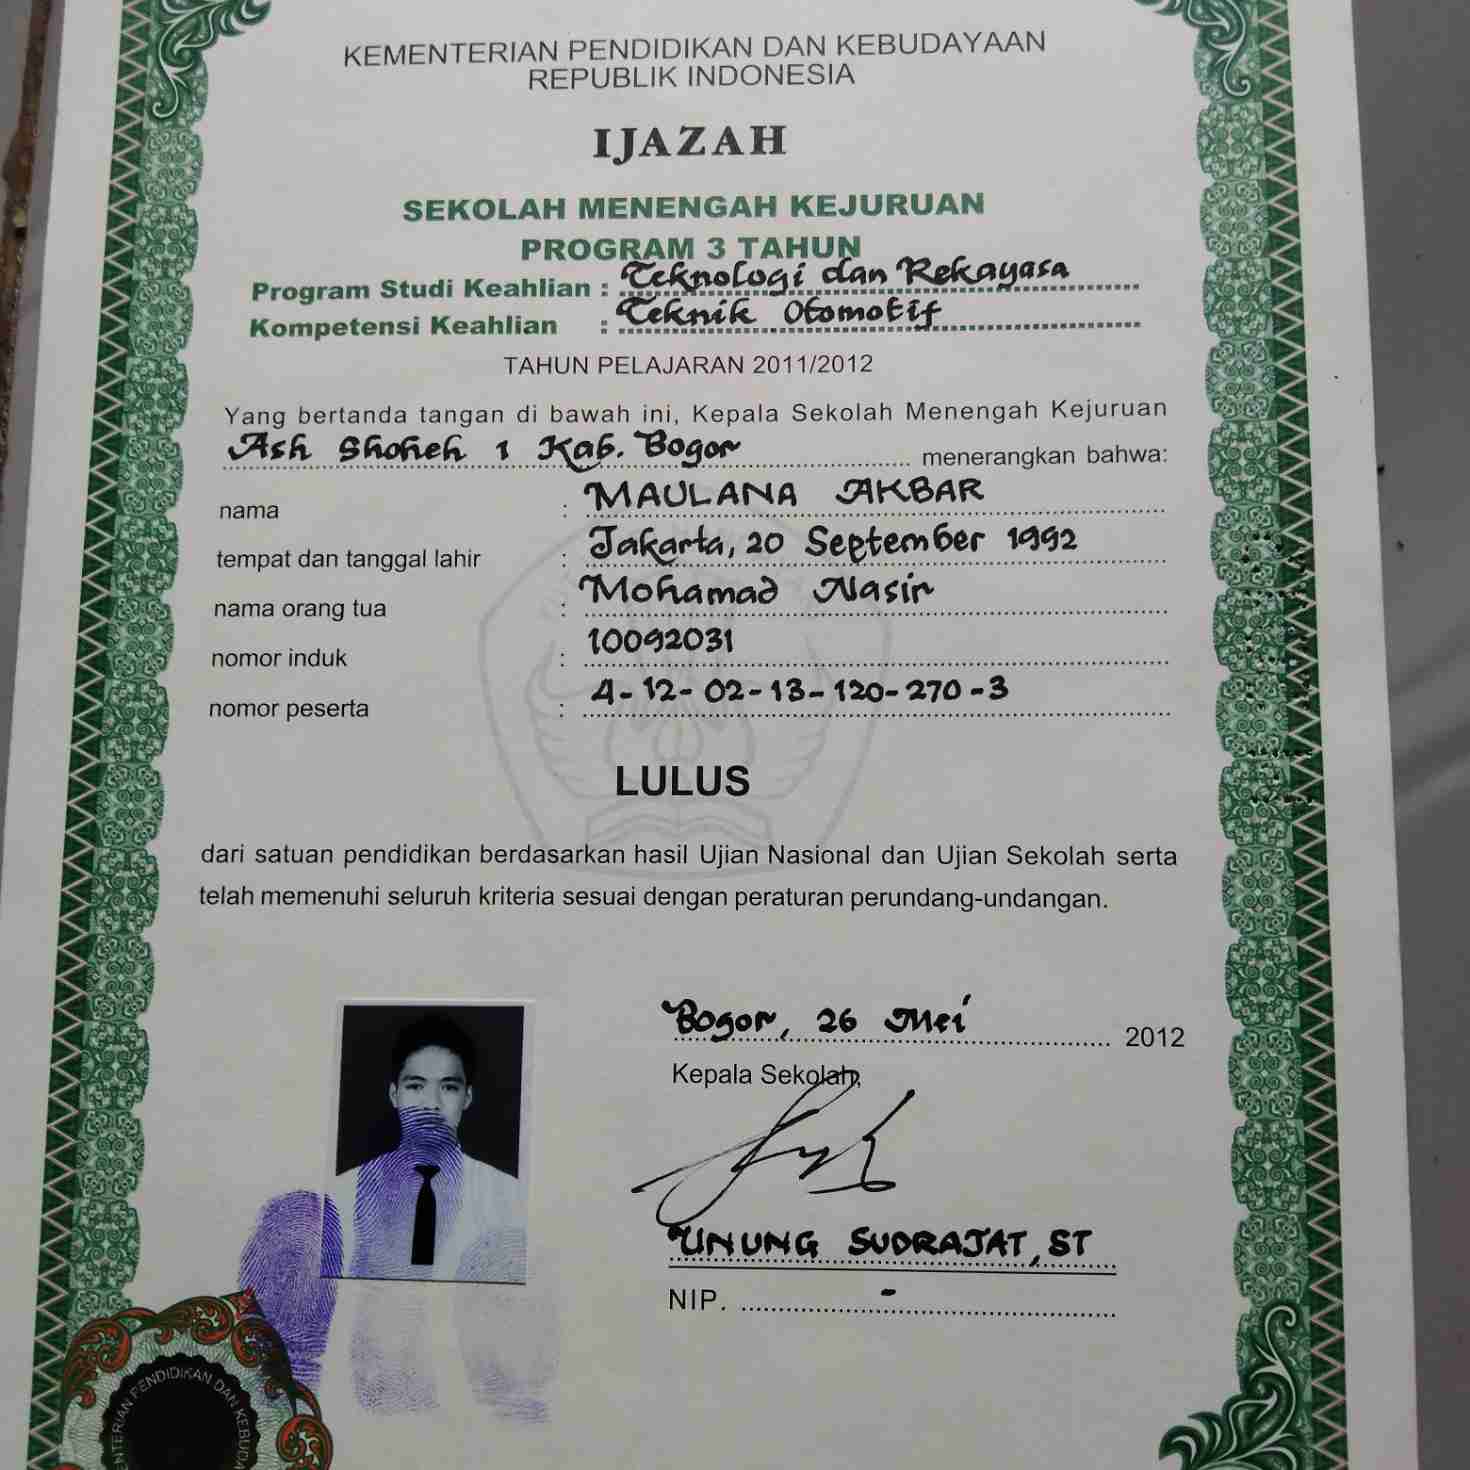 KEMENTERIAN PENDIDIKAN DAN KEBUDAYAAN
REPUBLIK INDONESIA
IJAZAH
SEKOLAH MENENGAH KEJURUAN
PROGRAM 3 TAHUN
Program Studi Keahlian : Teknologi dan Rekayasa
Kompetensi Keahlian : Teknik Otomotif
TAHUN PELAJARAN 2011/2012
Yang bertanda tangan di bawah ini, Kepala Sekolah Menengah Kejuruan
Ash Shoheh 1 Kab. Bogor menerangkan bahwa:
nama : MAULANA AKBAR
tempat dan tanggal lahir : Jakarta, 20 September 1992
nama orang tua : Mohamad Nasir
nomor induk : 10092031
nomor peserta : 4-12-02-13-120-270-3
LULUS
dari satuan pendidikan berdasarkan hasil Ujian Nasional dan Ujian Sekolah serta
telah memenuhi seluruh kriteria sesuai dengan peraturan perundang-undangan.
Bogor, 26 Mei 2012
Kepala Sekolah,
UNUNG SUDRAJAT, ST
NIP. -
PENDIDIKAN DAN